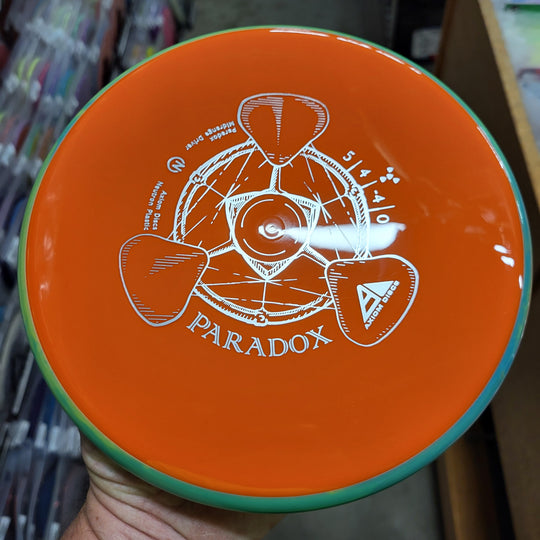 Paradox
Midrange Driver
Axiom Discs
Neutron Plastic
5/4/-4/0
AXIOM DISCS
PARADOX